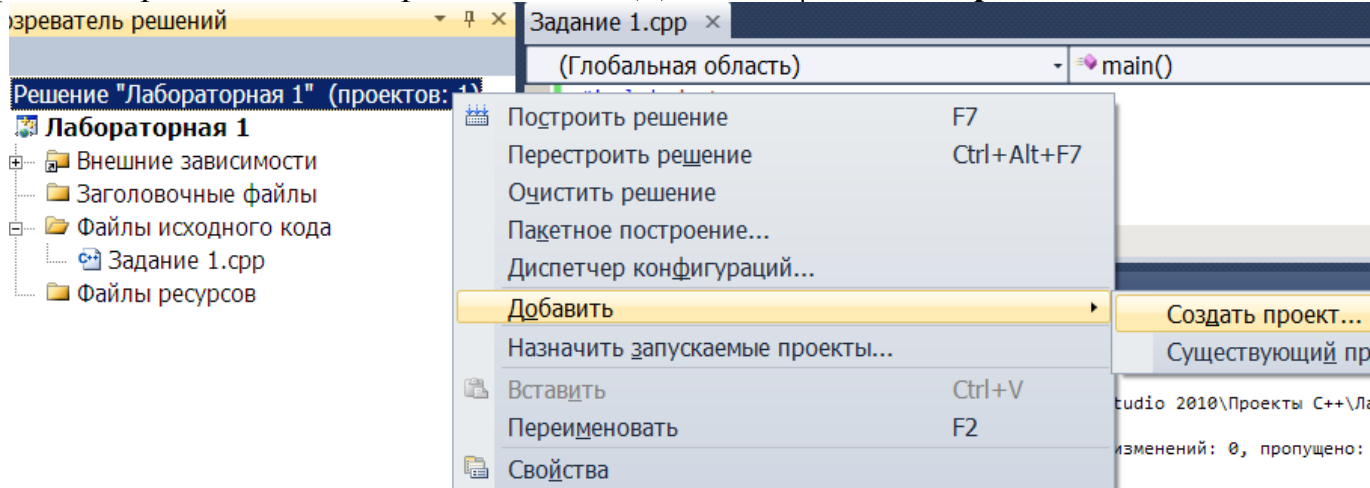 озреватель решений
Задание 1.cpp
(Глобальная область)
main()
Решение "Лабораторная 1" (проектов: 1)
Лабораторная 1
Внешние зависимости
Заголовочные файлы
Файлы исходного кода
Задание 1.cpp
Файлы ресурсов
Построить решение F7
Перестроить решение Ctrl+Alt+F7
Очистить решение
Пакетное построение...
Диспетчер конфигураций...
Добавить
Назначить запускаемые проекты...
Вставить Ctrl+V
Переименовать F2
Свойства
Создать проект...
Существующий пр
tudio 2010\Проекты C++\Ла
изменений: 0, пропущено: